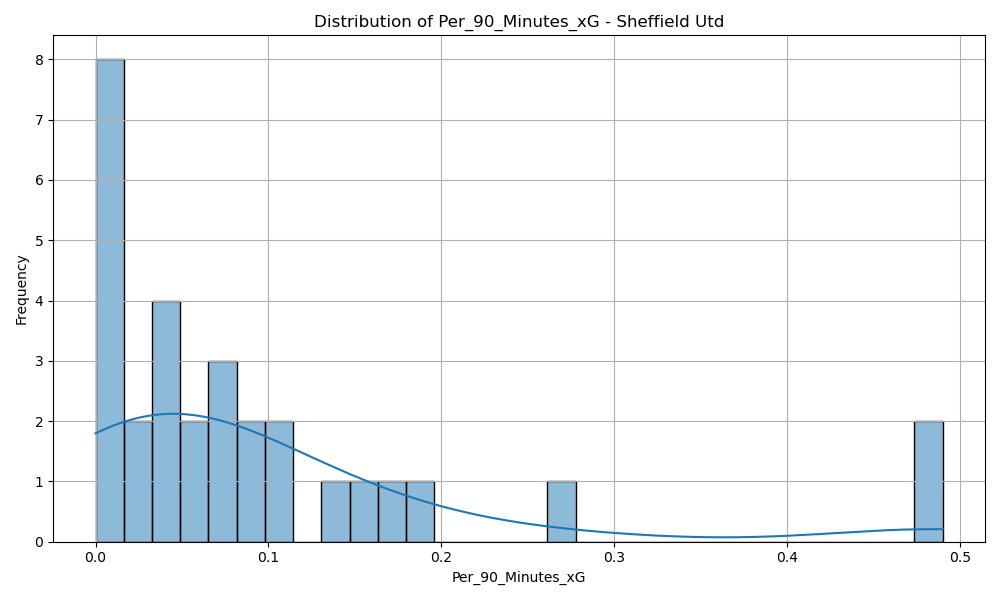 Distribution of Per_90_Minutes_xG - Sheffield Utd
8
7
6
5
4
3
2
1
0
Frequency
0.0 0.1 0.2 0.3 0.4 0.5
Per_90_Minutes_xG